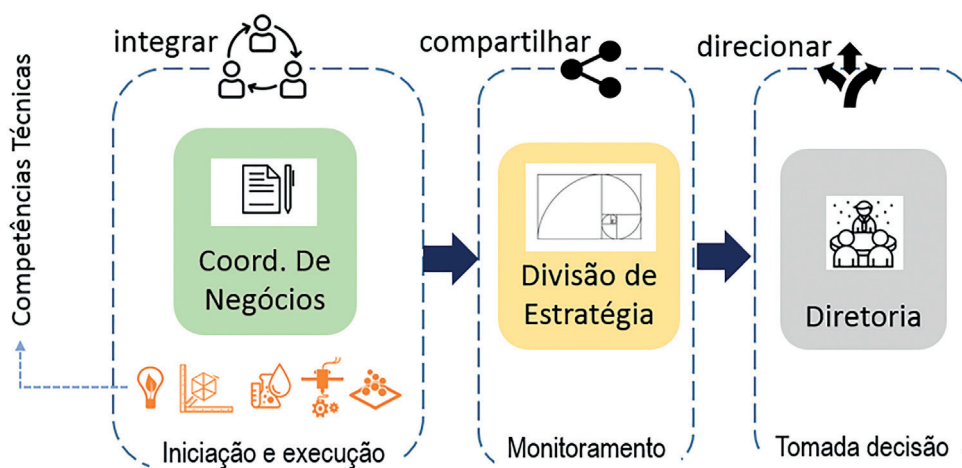 integrar
compartilhar
direcionar
Competências Técnicas
Coord. De
Negócios
Divisão de
Estratégia
Diretoria
Iniciação e execução
Monitoramento
Tomada decisão